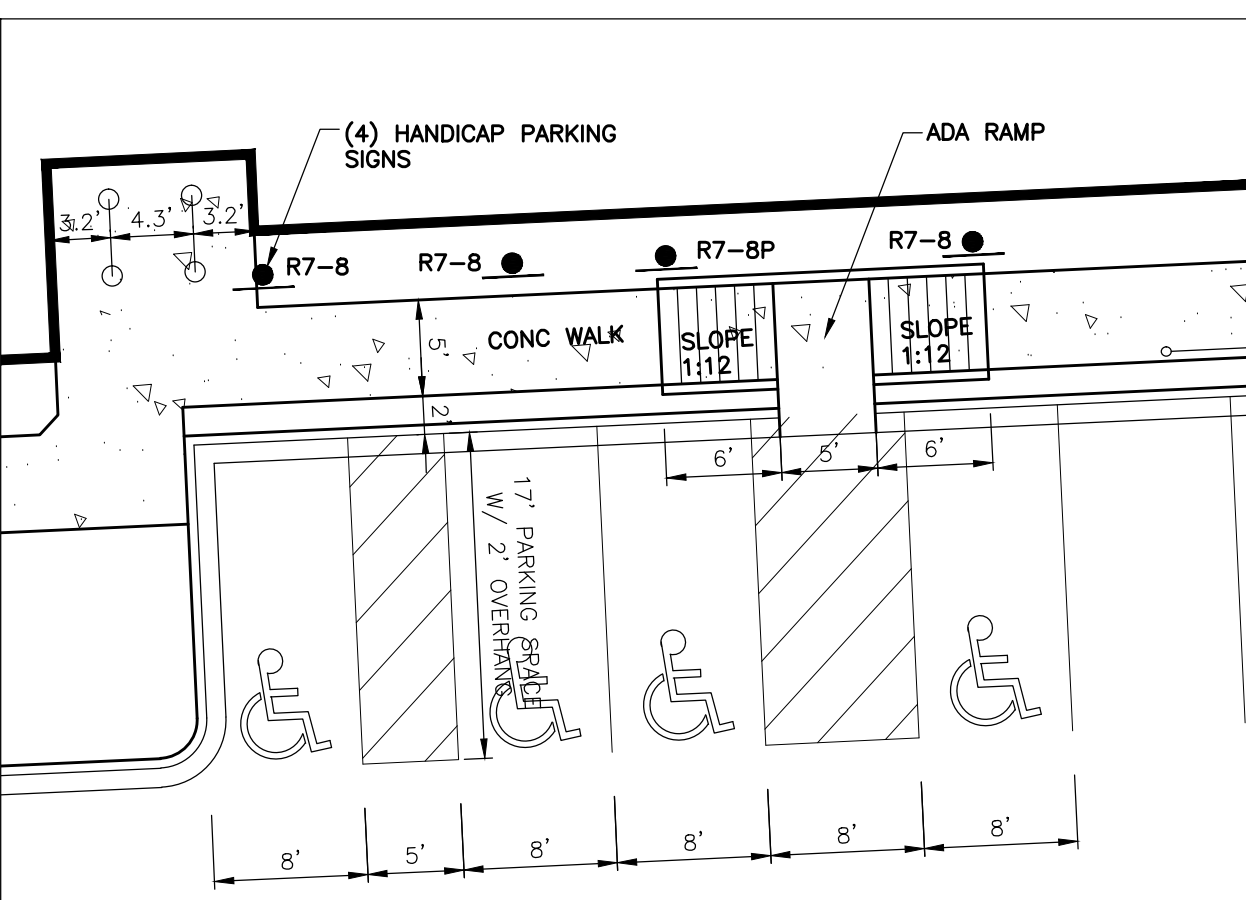 (4) HANDICAP PARKING
SIGNS
ADA RAMP
3.2'
4.3'
3.2'
R7-8
R7-8
R7-8P
R7-8
5'
CONC WALK
SLOPE
1:12
SLOPE
1:12
2'
6'
5'
6'
17' PARKING SPACE
W/ 2' OVERHANG
8'
5'
8'
8'
8'
8'